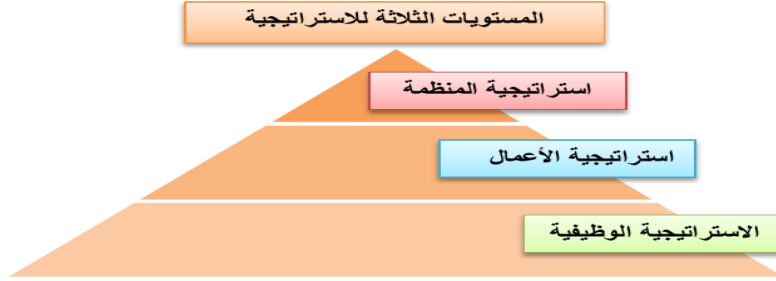 المستويات الثلاثة للاستراتيجية
استراتيجية المنظمة
استراتيجية الأعمال
الاستراتيجية الوظيفية